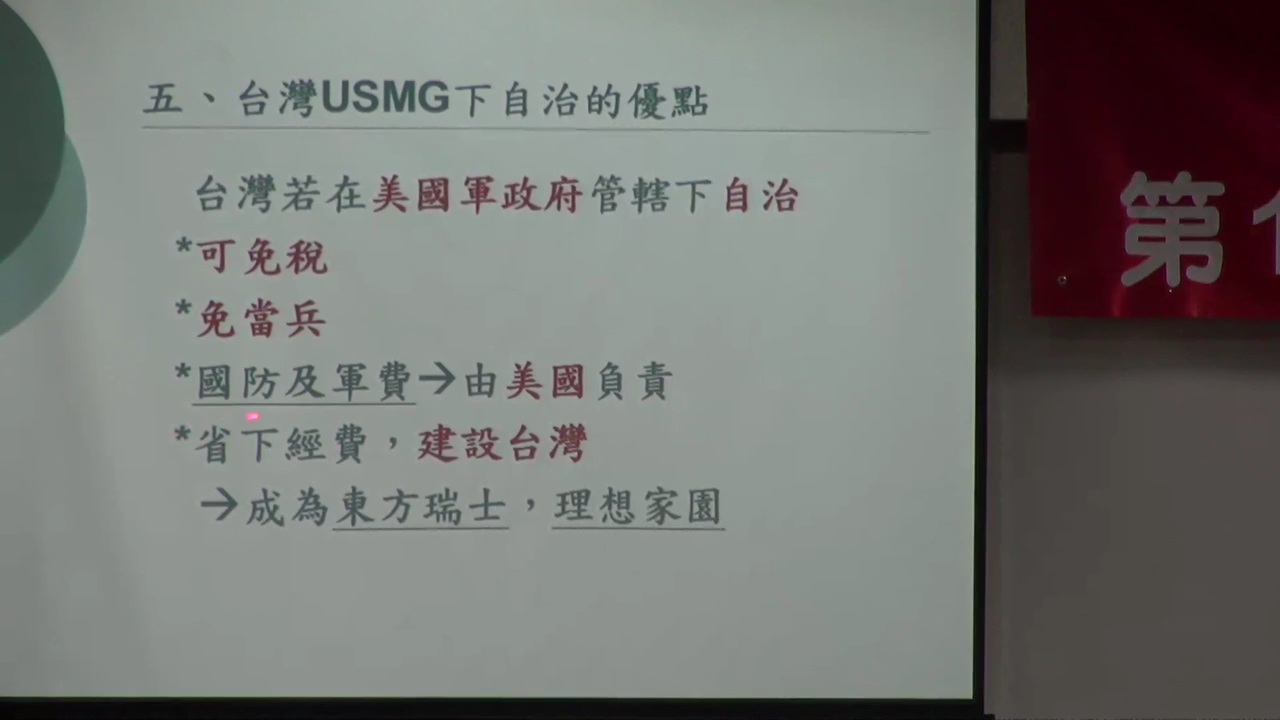 五、台灣USMG下自治的優點
台灣若在美國軍政府管轄下自治
*可免稅
*免當兵
*國防及軍費→由美國負責
*省下經費，建設台灣
→成為東方瑞士，理想家園
第